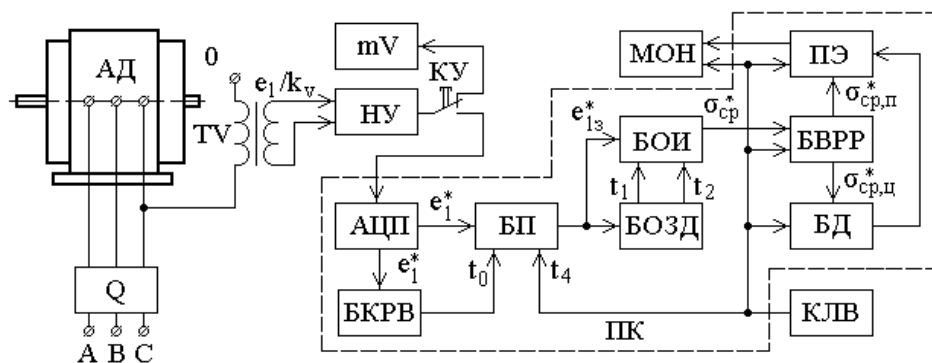 mV
МОН
ПЭ
АД
0
КУ
e₁/kᵥ
σ*ср,п
TV
НУ
e*₁з
σ*ср
БОИ
БВРР
t₁
t₂
σ*ср,ц
АЦП
e*₁
БП
БОЗД
БД
e*₁
t₀
t₄
Q
БКРВ
ПК
КЛВ
A B C